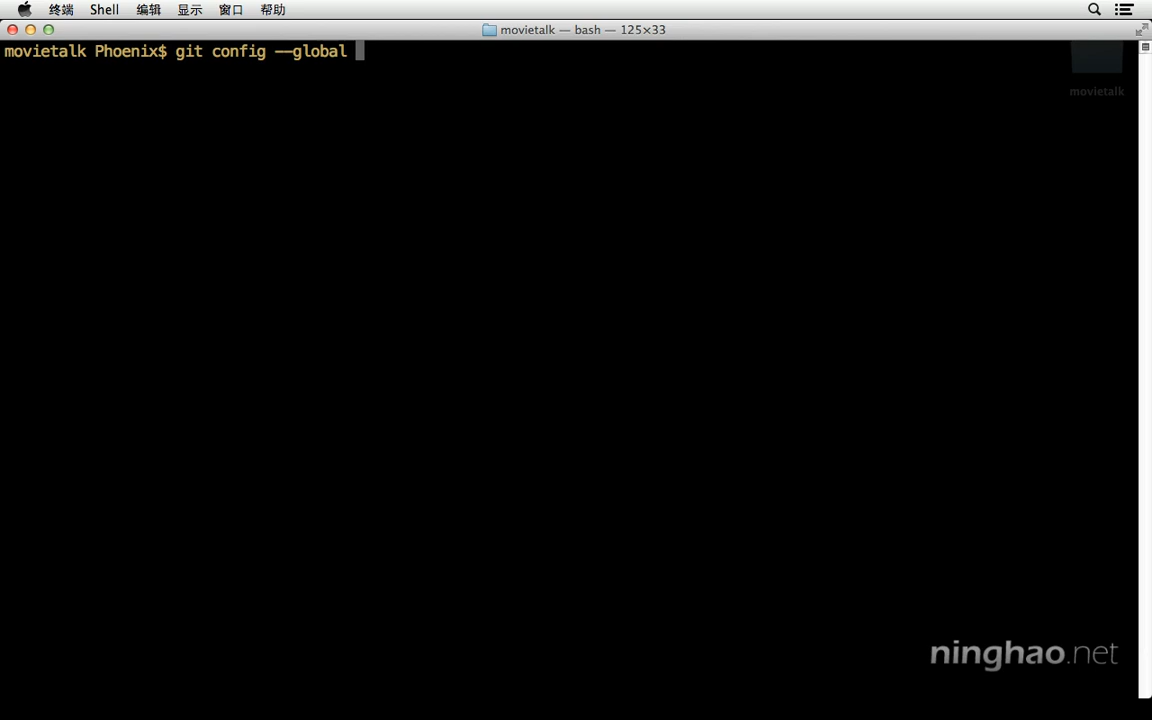 终端 Shell 编辑 显示 窗口 帮助
movietalk — bash — 125×33
movietalk Phoenix$ git config --global
movietalk
ninghao.net